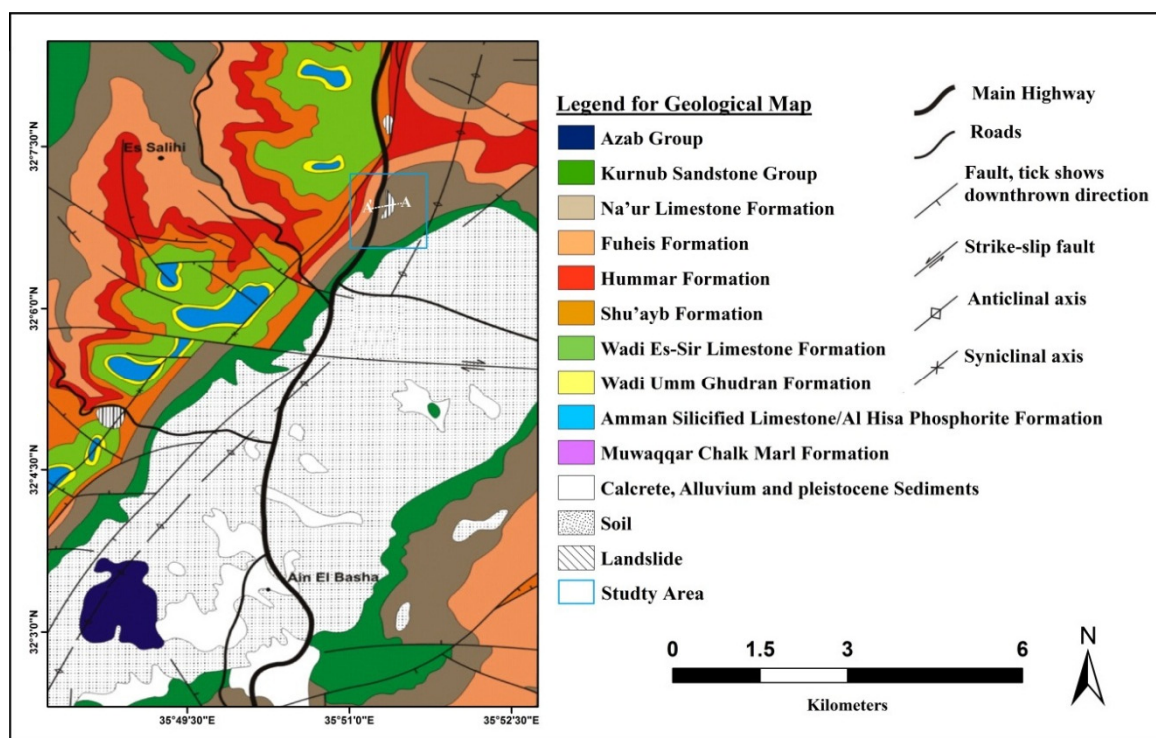 32°7'30"N
32°6'0"N
32°4'30"N
32°3'0"N
35°49'30"E
35°51'0"E
35°52'30"E
Es Salihi
A' A
Ain El Basha
Legend for Geological Map
Azab Group
Kurnub Sandstone Group
Na'ur Limestone Formation
Fuheis Formation
Hummar Formation
Shu'ayb Formation
Wadi Es-Sir Limestone Formation
Wadi Umm Ghudran Formation
Amman Silicified Limestone/Al Hisa Phosphorite Formation
Muwaqqar Chalk Marl Formation
Calcrete, Alluvium and pleistocene Sediments
Soil
Landslide
Studty Area
Main Highway
Roads
Fault, tick shows
downthrown direction
Strike-slip fault
Anticlinal axis
Syniclinal axis
0 1.5 3 6
Kilometers
N